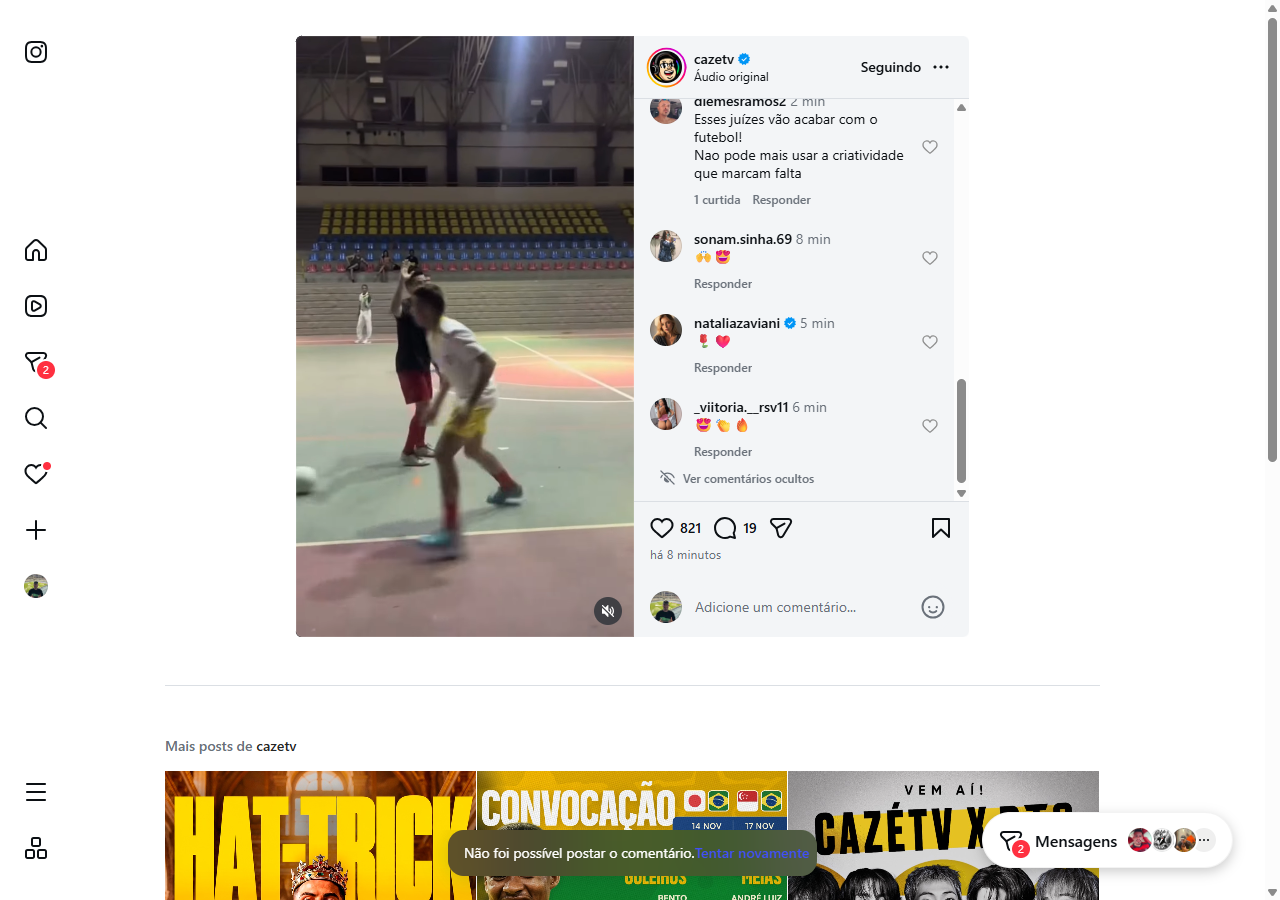 cazetv
Áudio original
Seguindo
diemesramos2 2 min
Esses juízes vão acabar com o
futebol!
Nao pode mais usar a criatividade
que marcam falta
1 curtida Responder
sonam.sinha.69 8 min
🙌😍
Responder
nataliazaviani 5 min
🌹❤️
Responder
_viitoria.__rsv11 6 min
😍👏🔥
Responder
Ver comentários ocultos
821 19
há 8 minutos
Adicione um comentário...
2
Mais posts de cazetv
HAT-TRICK
CONVOCAÇÃO
14 NOV 17 NOV
GOLEIROS MEIAS
BENTO ANDRÉ LUIZ
VEM AÍ!
CAZÉTV X BTS
Não foi possível postar o comentário. Tentar novamente
2 Mensagens